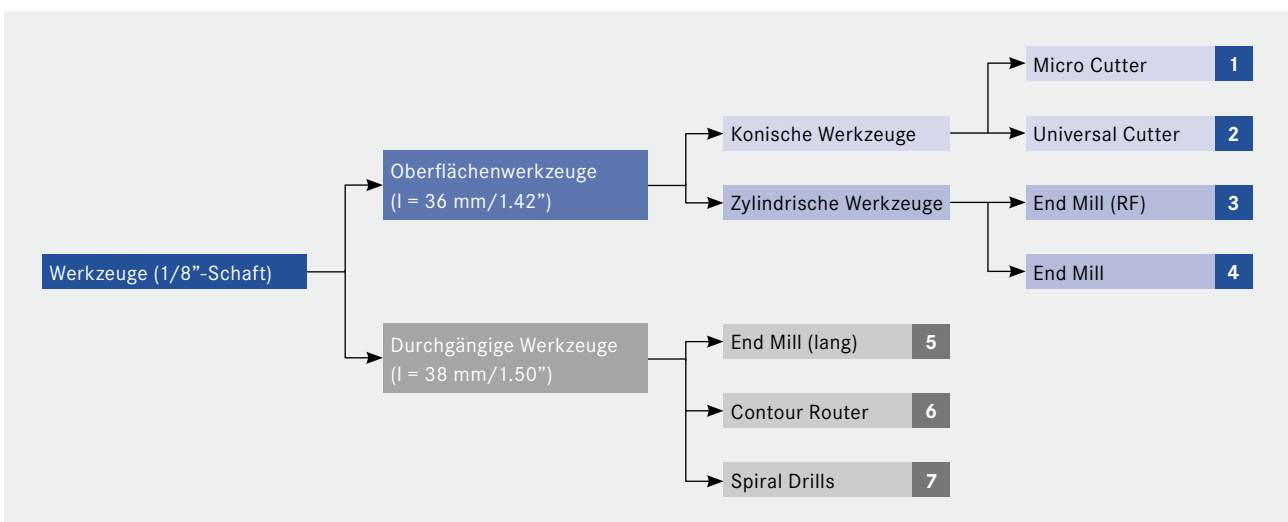 Werkzeuge (1/8”-Schaft)
Oberflächenwerkzeuge
(l = 36 mm/1.42”)
Konische Werkzeuge
Micro Cutter 1
Universal Cutter 2
Zylindrische Werkzeuge
End Mill (RF) 3
End Mill 4
Durchgängige Werkzeuge
(l = 38 mm/1.50”)
End Mill (lang) 5
Contour Router 6
Spiral Drills 7